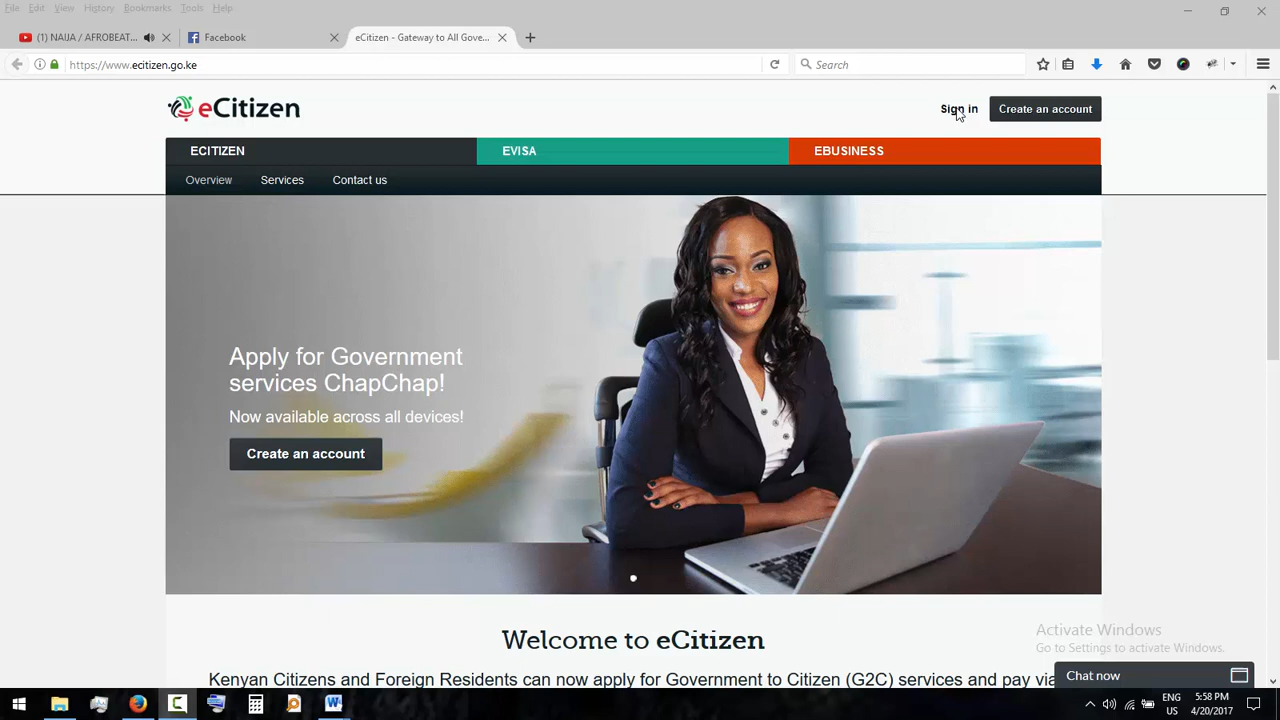 File Edit View History Bookmarks Tools Help
(1) NAIJA / AFROBEAT...
Facebook
eCitizen - Gateway to All Gove...
https://www.ecitizen.go.ke
Search
eCitizen
Sign in
Create an account
ECITIZEN
EVISA
EBUSINESS
Overview
Services
Contact us
Apply for Government
services ChapChap!
Now available across all devices!
Create an account
Welcome to eCitizen
Activate Windows
Go to Settings to activate Windows.
Kenyan Citizens and Foreign Residents can now apply for Government to Citizen (G2C) services and pay via
Chat now
ENG
US
5:58 PM
4/20/2017